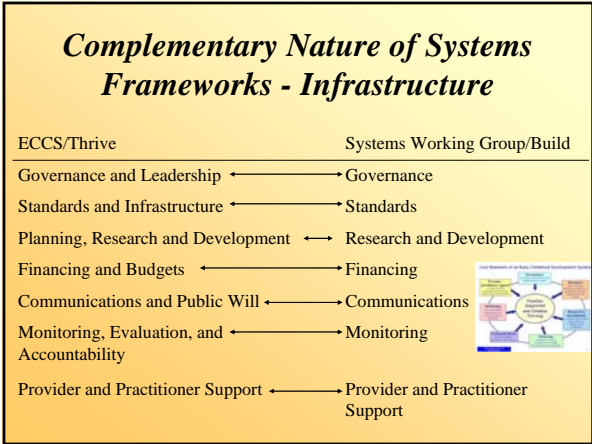 Complementary Nature of Systems
Frameworks - Infrastructure
ECCS/Thrive Systems Working Group/Build
Governance and Leadership Governance
Standards and Infrastructure Standards
Planning, Research and Development Research and Development
Financing and Budgets Financing
Communications and Public Will Communications
Monitoring, Evaluation, and Monitoring
Accountability
Provider and Practitioner Support Provider and Practitioner
Support